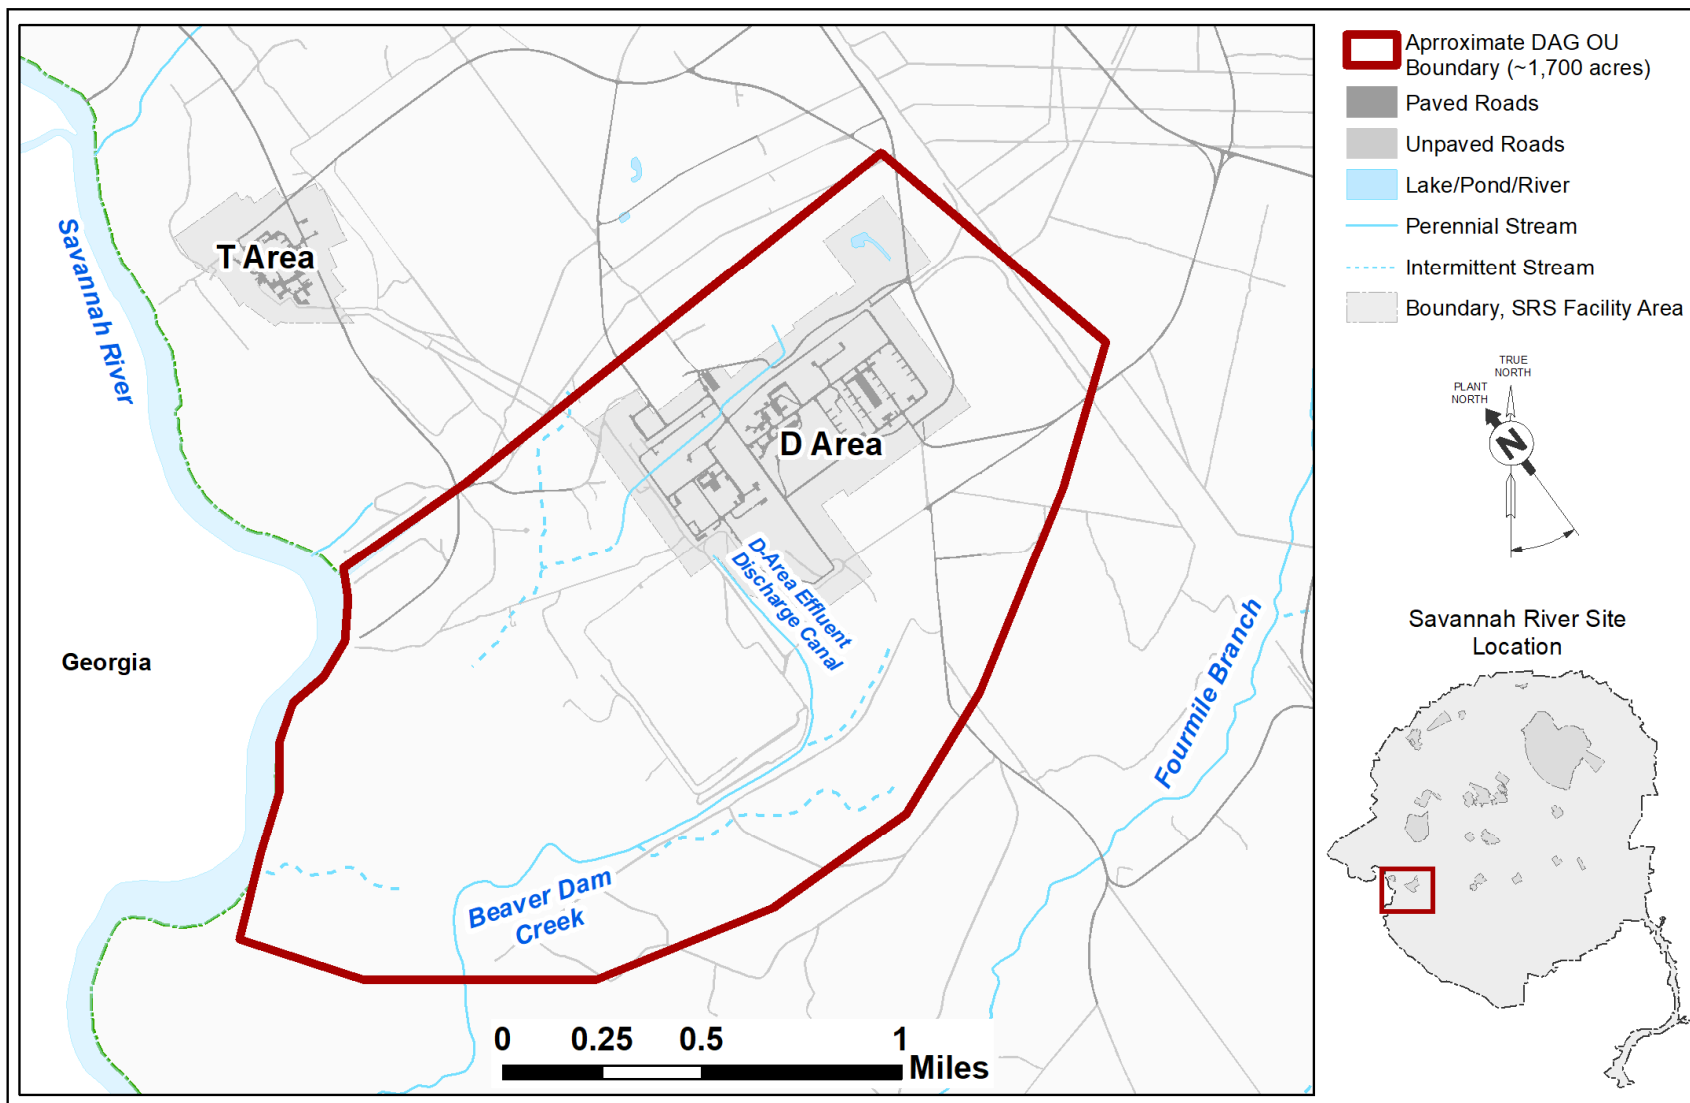 Aprroximate DAG OU
Boundary (~1,700 acres)
Paved Roads
Unpaved Roads
Lake/Pond/River
Perennial Stream
Intermittent Stream
Boundary, SRS Facility Area
TRUE
NORTH
PLANT
NORTH
N
Savannah River Site
Location
T Area
Savannah River
D Area
D-Area Effluent
Discharge Canal
Georgia
Fourmile Branch
Beaver Dam
Creek
0 0.25 0.5 1
Miles